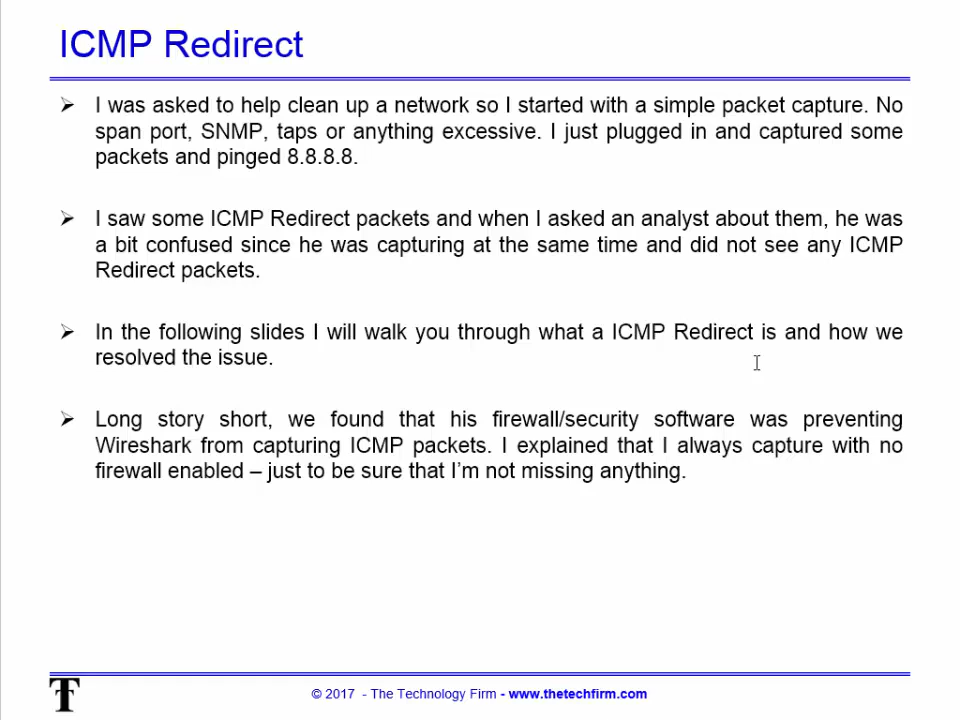 ICMP Redirect
➢ I was asked to help clean up a network so I started with a simple packet capture. No
span port, SNMP, taps or anything excessive. I just plugged in and captured some
packets and pinged 8.8.8.8.
➢ I saw some ICMP Redirect packets and when I asked an analyst about them, he was
a bit confused since he was capturing at the same time and did not see any ICMP
Redirect packets.
➢ In the following slides I will walk you through what a ICMP Redirect is and how we
resolved the issue.
➢ Long story short, we found that his firewall/security software was preventing
Wireshark from capturing ICMP packets. I explained that I always capture with no
firewall enabled – just to be sure that I'm not missing anything.
© 2017 - The Technology Firm - www.thetechfirm.com